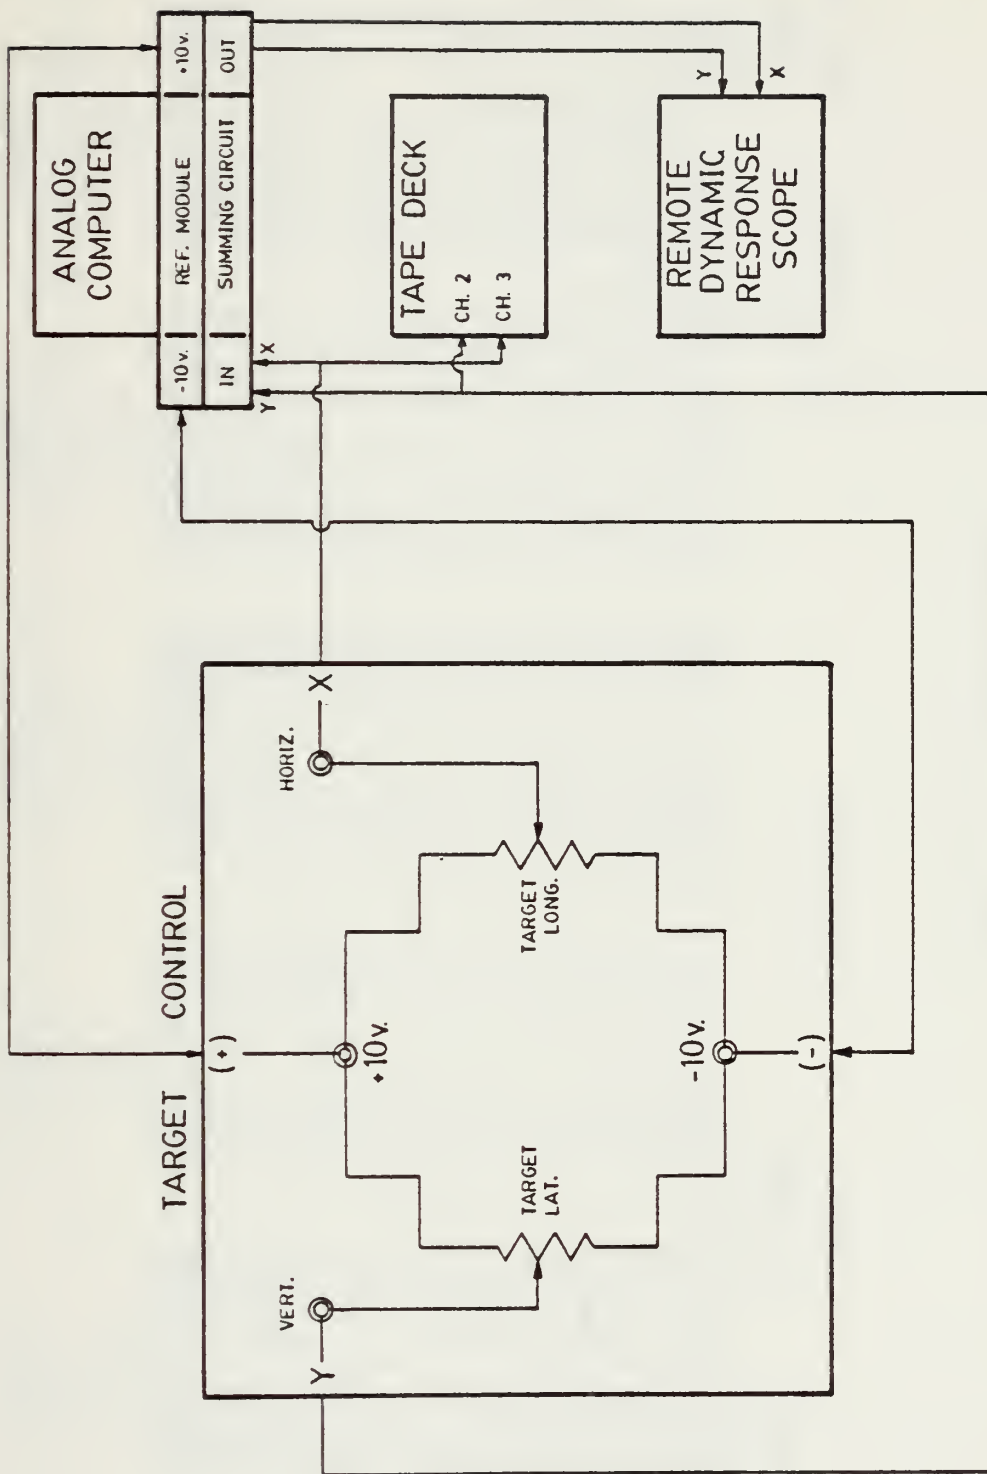 TARGET CONTROL
(+)
+10v.
VERT.
HORIZ.
Y
X
TARGET
LAT.
TARGET
LONG.
-10v.
(-)
ANALOG
COMPUTER
-10v.
REF. MODULE
+10v.
IN
SUMMING CIRCUIT
OUT
Y
X
TAPE DECK
CH. 2
CH. 3
Y
X
REMOTE
DYNAMIC
RESPONSE
SCOPE